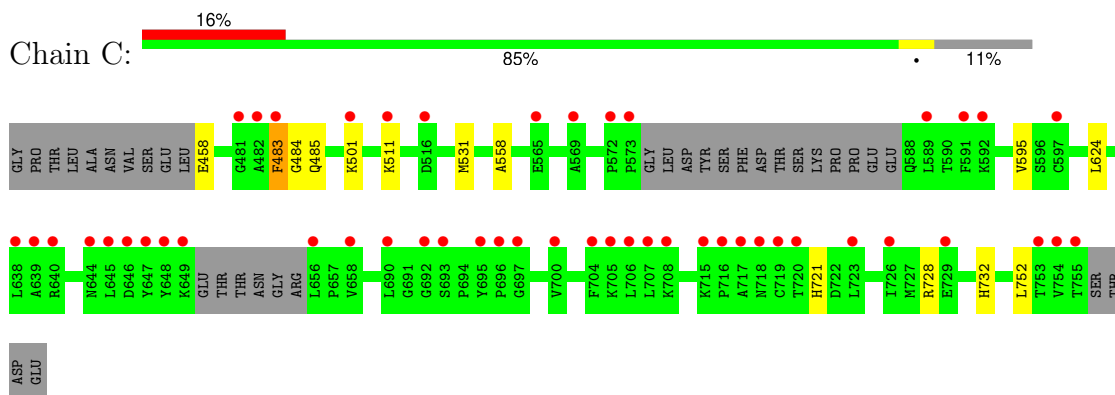 16%
Chain C:
85% • 11%
GLY PRO THR LEU ALA ASN VAL SER GLU LEU E458 G481 A482 F483 G484 Q485 K501 K511 D516 M531 A558 E565 A569 P572 P573 GLY LEU ASP TYR SER PHE ASP THR SER LYS PRO PRO GLU GLU Q588 L589 T590 F591 K592 V595 S596 C597 L624
L638 A639 R640 N644 L645 D646 Y647 Y648 K649 GLU THR THR ASN GLY ARG L656 P657 V658 L690 G691 G692 S693 P694 Y695 P696 G697 V700 F704 K705 L706 L707 K708 K715 P716 A717 N718 C719 T720 H721 D722 L723 I726 M727 R728 E729 H732 L752 T753 V754 T755 SER THR
ASP GLU